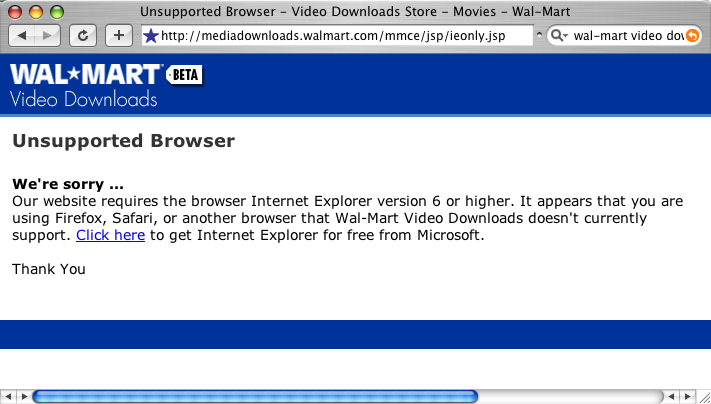 Unsupported Browser – Video Downloads Store – Movies – Wal-Mart
http://mediadownloads.walmart.com/mmce/jsp/ieonly.jsp
wal-mart video dow
WAL★MART BETA
Video Downloads
Unsupported Browser
We're sorry ...
Our website requires the browser Internet Explorer version 6 or higher. It appears that you are
using Firefox, Safari, or another browser that Wal-Mart Video Downloads doesn't currently
support. Click here to get Internet Explorer for free from Microsoft.
Thank You